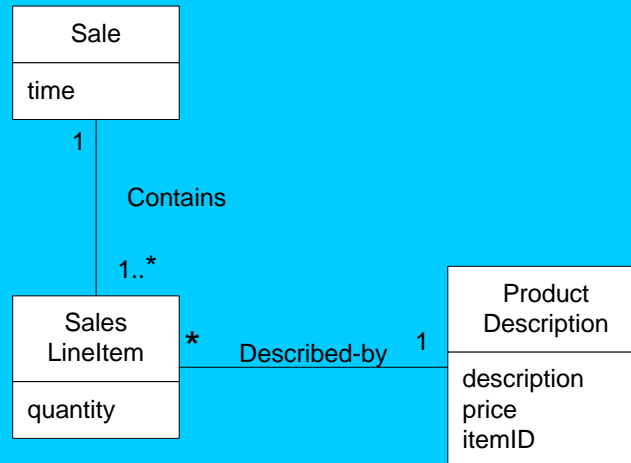 Sale
time
1
Contains
1..*
Sales
LineItem
quantity
*
Described-by
1
Product
Description
description
price
itemID